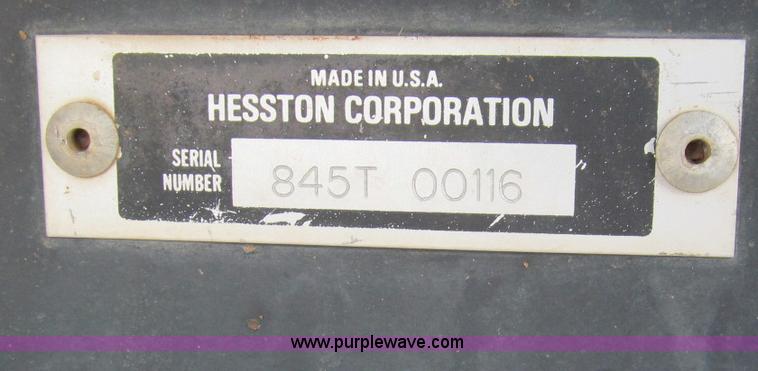 MADE IN U.S.A.
HESSTON CORPORATION
SERIAL
NUMBER
845T 00116
www.purplewave.com